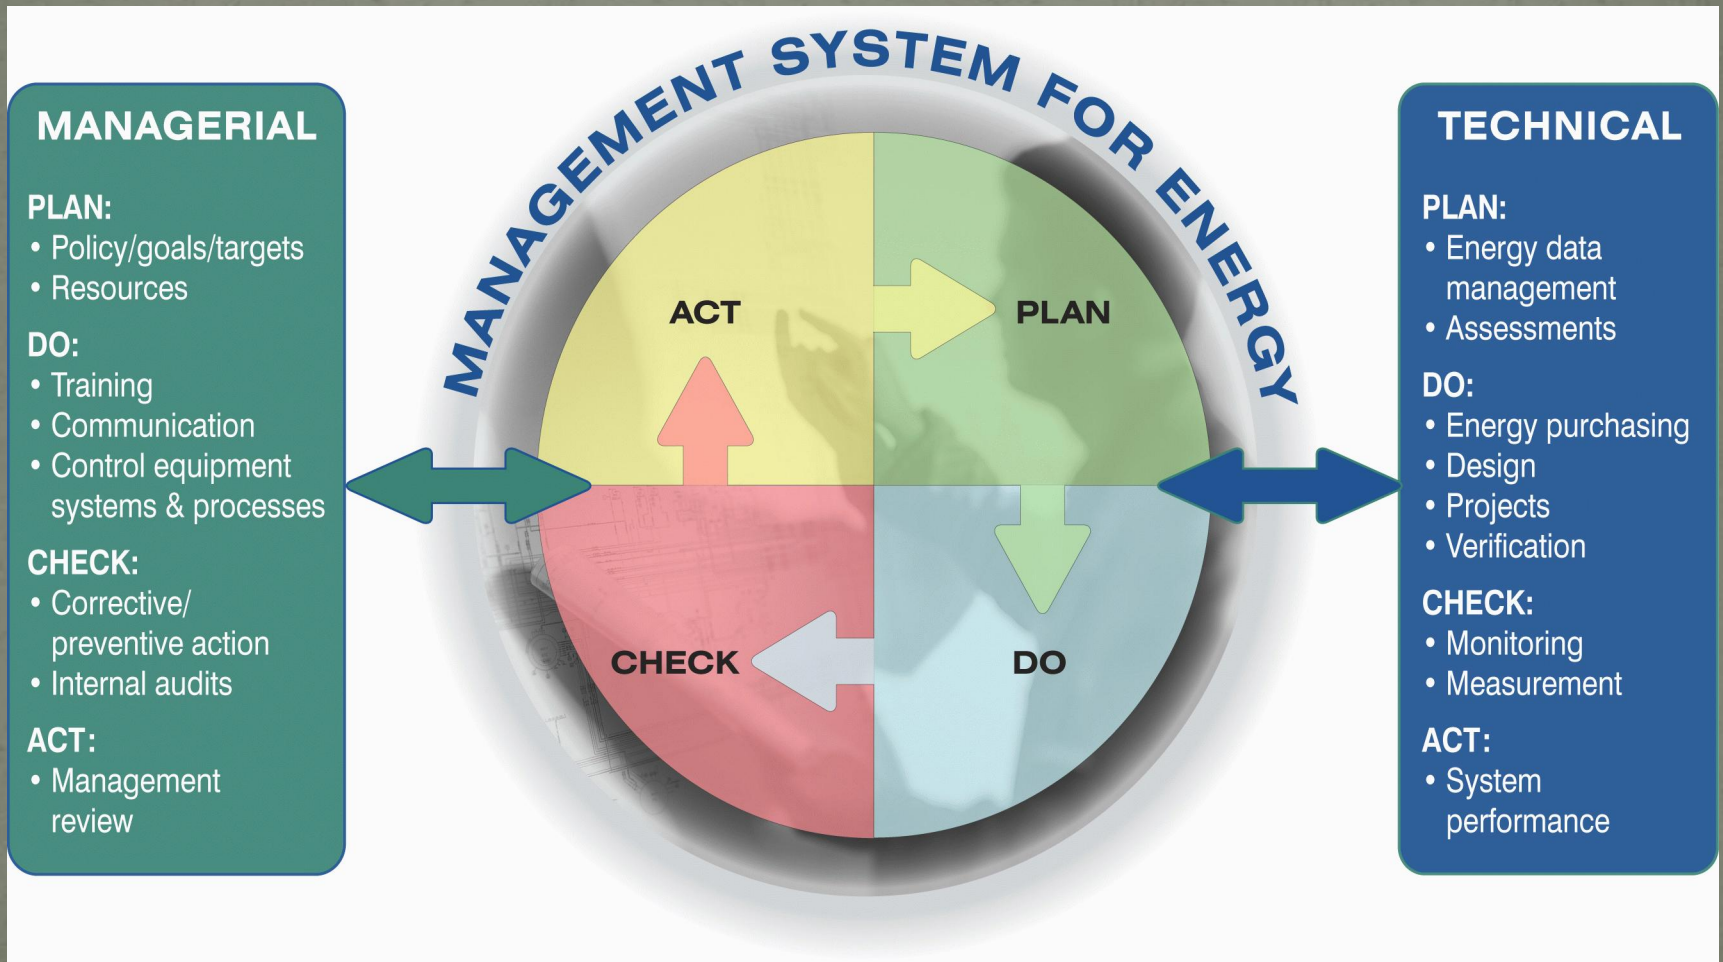 MANAGEMENT SYSTEM FOR ENERGY
MANAGERIAL
PLAN:
• Policy/goals/targets
• Resources
DO:
• Training
• Communication
• Control equipment
systems & processes
CHECK:
• Corrective/
preventive action
• Internal audits
ACT:
• Management
review
ACT
PLAN
CHECK
DO
TECHNICAL
PLAN:
• Energy data
management
• Assessments
DO:
• Energy purchasing
• Design
• Projects
• Verification
CHECK:
• Monitoring
• Measurement
ACT:
• System
performance